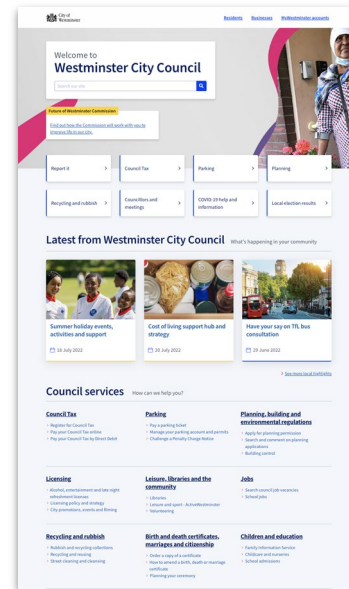 City of
Westminster
Residents Businesses MyWestminster accounts
Welcome to
Westminster City Council
Search our site
Future of Westminster Commission
Find out how the Commission will work with you to
improve life in our city.
Report it
Council Tax
Parking
Planning
Recycling and rubbish
Councillors and
meetings
COVID-19 help and
information
Local election results
Latest from Westminster City Council What's happening in your community
Summer holiday events,
activities and support
Cost of living support hub and
strategy
Have your say on TfL bus
consultation
20 July 2022
29 June 2022
See more local highlights
Council services How can we help you?
Council Tax
Register for Council Tax
Pay your Council Tax online
Pay your Council Tax by Direct Debit
Parking
Pay a parking ticket
Manage your parking account and permits
Challenge a Penalty Charge Notice
Planning, building and
environmental regulations
Apply for planning permission
Search and comment on planning
applications
Building control
Licensing
Alcohol, entertainment and late night
refreshment licenses
Licensing policy and strategy
City promotions, events and filming
Leisure, libraries and the
community
Libraries
Leisure and sport - ActiveWestminster
Volunteering
Jobs
Search council job vacancies
School jobs
Recycling and rubbish
Rubbish and recycling collections
Recycling and reusing
Street cleaning and cleansing
Birth and death certificates,
marriages and citizenship
Order a copy of a certificate
How to amend a birth, death or marriage
certificate
Planning your ceremony
Children and education
Family Information Service
Childcare and nurseries
School admissions